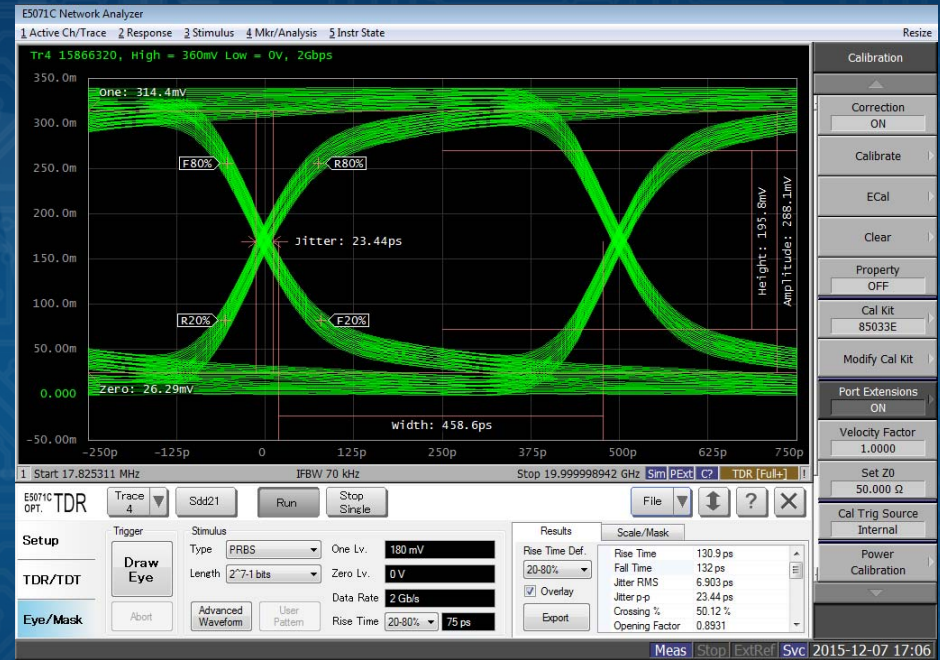 E5071C Network Analyzer
1 Active Ch/Trace 2 Response 3 Stimulus 4 Mkr/Analysis 5 Instr State Resize
Tr4 15866320, High = 360mV Low = 0V, 2Gbps
350.0m
300.0m
250.0m
200.0m
150.0m
100.0m
50.00m
0.000
-50.00m
One: 314.4mV
F80%
R80%
Jitter: 23.44ps
R20%
F20%
Zero: 26.29mV
Width: 458.6ps
Height: 195.8mV
Amplitude: 288.1mV
-250p -125p 0 125p 250p 375p 500p 625p 750p
1 Start 17.825311 MHz IFBW 70 kHz Stop 19.999998942 GHz Sim PExt C? TDR [Full+] !
Calibration
Correction
ON
Calibrate
ECal
Clear
Property
OFF
Cal Kit
85033E
Modify Cal Kit
Port Extensions
ON
Velocity Factor
1.0000
Set Z0
50.000 Ω
Cal Trig Source
Internal
Power
Calibration
E5071C
OPT. TDR
Trace
4
Sdd21
Run
Stop
Single
File
?
Setup
TDR/TDT
Eye/Mask
Trigger
Draw
Eye
Abort
Stimulus
Type PRBS
Length 2^7-1 bits
Advanced
Waveform
User
Pattern
One Lv. 180 mV
Zero Lv. 0 V
Data Rate 2 Gb/s
Rise Time 20-80% 75 ps
Results Scale/Mask
Rise Time Def.
20-80%
Overlay
Export
Rise Time 130.9 ps
Fall Time 132 ps
Jitter RMS 6.903 ps
Jitter p-p 23.44 ps
Crossing % 50.12 %
Opening Factor 0.8931
Meas Stop ExtRef Svc 2015-12-07 17:06